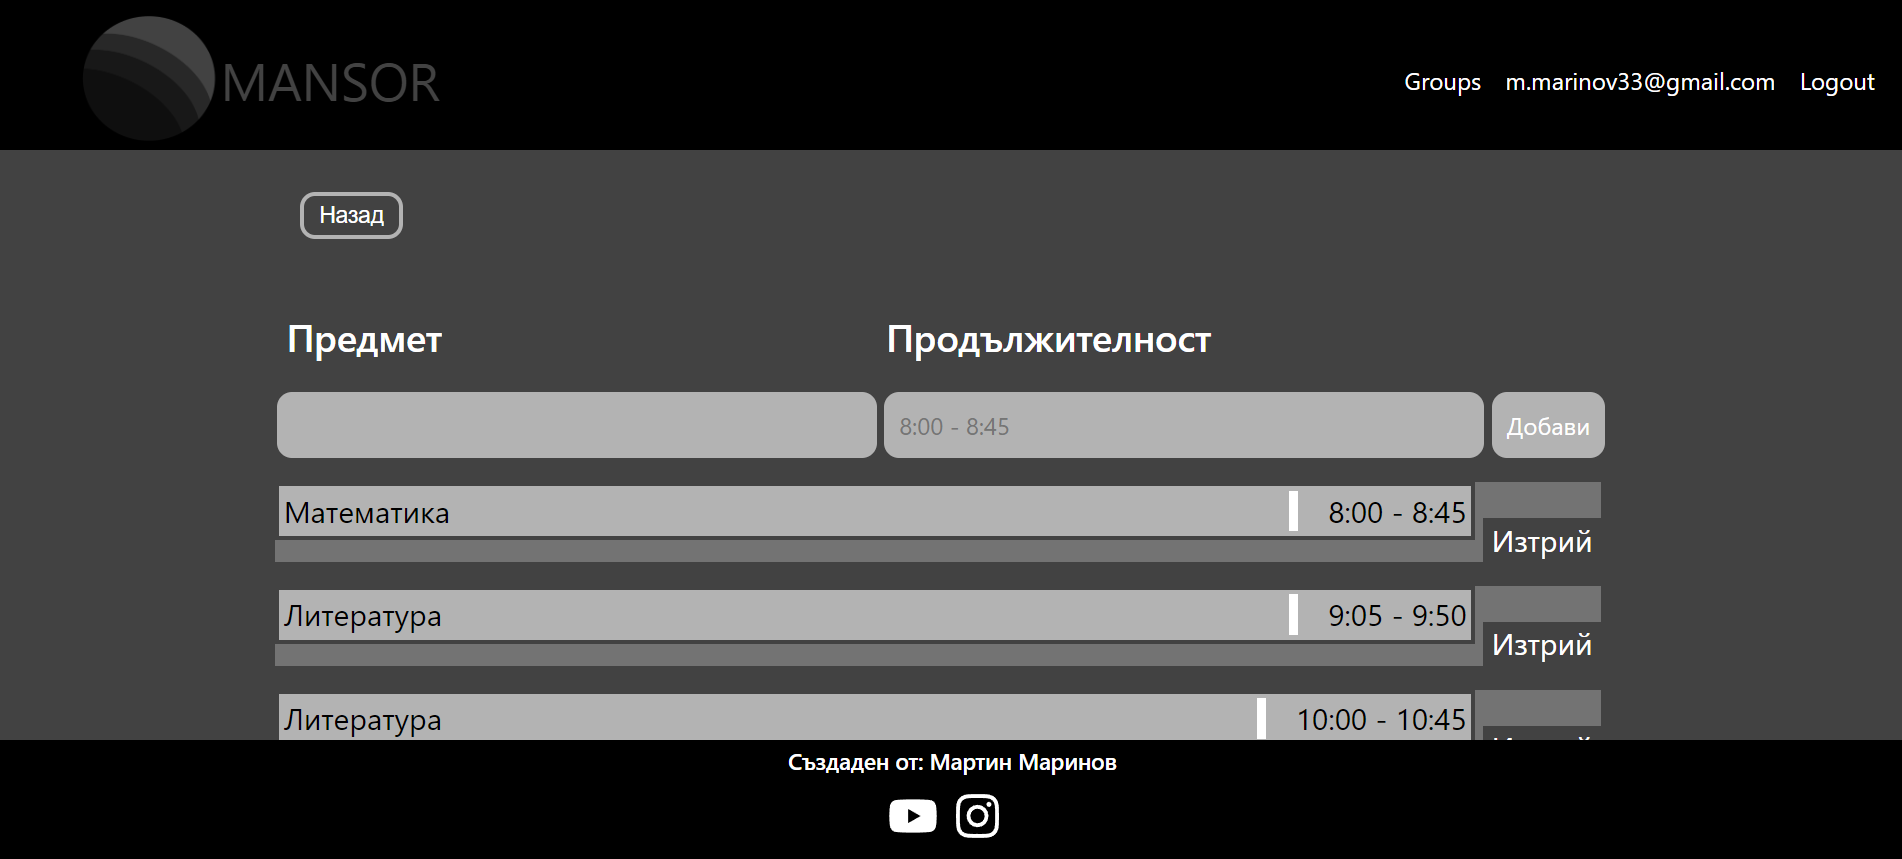 MANSOR
Groups m.marinov33@gmail.com Logout
Назад
Предмет Продължителност
8:00 - 8:45 Добави
Математика 8:00 - 8:45
Изтрий
Литература 9:05 - 9:50
Изтрий
Литература 10:00 - 10:45
Създаден от: Мартин Маринов